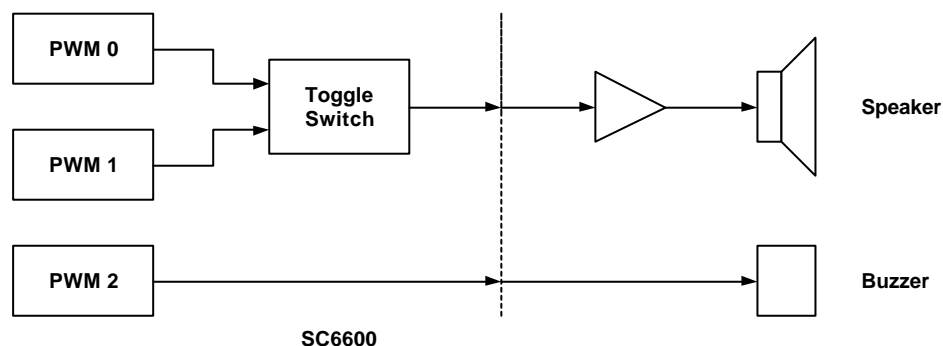 PWM 0
Toggle
Switch
Speaker
PWM 1
PWM 2
Buzzer
SC6600